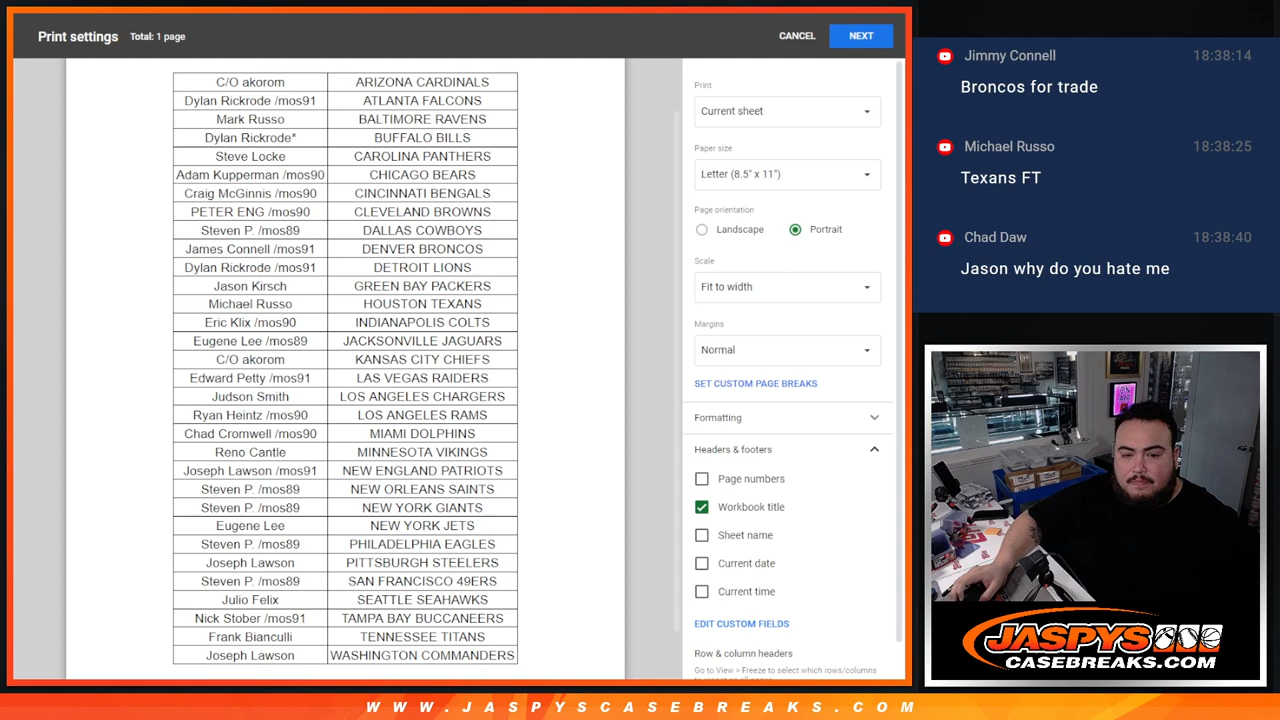 Print settings Total: 1 page CANCEL NEXT
C/O akorom ARIZONA CARDINALS
Dylan Rickrode /mos91 ATLANTA FALCONS
Mark Russo BALTIMORE RAVENS
Dylan Rickrode* BUFFALO BILLS
Steve Locke CAROLINA PANTHERS
Adam Kupperman /mos90 CHICAGO BEARS
Craig McGinnis /mos90 CINCINNATI BENGALS
PETER ENG /mos90 CLEVELAND BROWNS
Steven P. /mos89 DALLAS COWBOYS
James Connell /mos91 DENVER BRONCOS
Dylan Rickrode /mos91 DETROIT LIONS
Jason Kirsch GREEN BAY PACKERS
Michael Russo HOUSTON TEXANS
Eric Klix /mos90 INDIANAPOLIS COLTS
Eugene Lee /mos89 JACKSONVILLE JAGUARS
C/O akorom KANSAS CITY CHIEFS
Edward Petty /mos91 LAS VEGAS RAIDERS
Judson Smith LOS ANGELES CHARGERS
Ryan Heintz /mos90 LOS ANGELES RAMS
Chad Cromwell /mos90 MIAMI DOLPHINS
Reno Cantle MINNESOTA VIKINGS
Joseph Lawson /mos91 NEW ENGLAND PATRIOTS
Steven P. /mos89 NEW ORLEANS SAINTS
Steven P. /mos89 NEW YORK GIANTS
Eugene Lee NEW YORK JETS
Steven P. /mos89 PHILADELPHIA EAGLES
Joseph Lawson PITTSBURGH STEELERS
Steven P. /mos89 SAN FRANCISCO 49ERS
Julio Felix SEATTLE SEAHAWKS
Nick Stober /mos91 TAMPA BAY BUCCANEERS
Frank Bianculli TENNESSEE TITANS
Joseph Lawson WASHINGTON COMMANDERS
Print
Current sheet
Paper size
Letter (8.5" x 11")
Page orientation
Landscape Portrait
Scale
Fit to width
Margins
Normal
SET CUSTOM PAGE BREAKS
Formatting
Headers & footers
Page numbers
Workbook title
Sheet name
Current date
Current time
EDIT CUSTOM FIELDS
Row & column headers
Go to View > Freeze to select which rows/columns
Jimmy Connell 18:38:14
Broncos for trade
Michael Russo 18:38:25
Texans FT
Chad Daw 18:38:40
Jason why do you hate me
ON AIR
JASPYS
CASEBREAKS.COM
WWW.JASPYSCASEBREAKS.COM